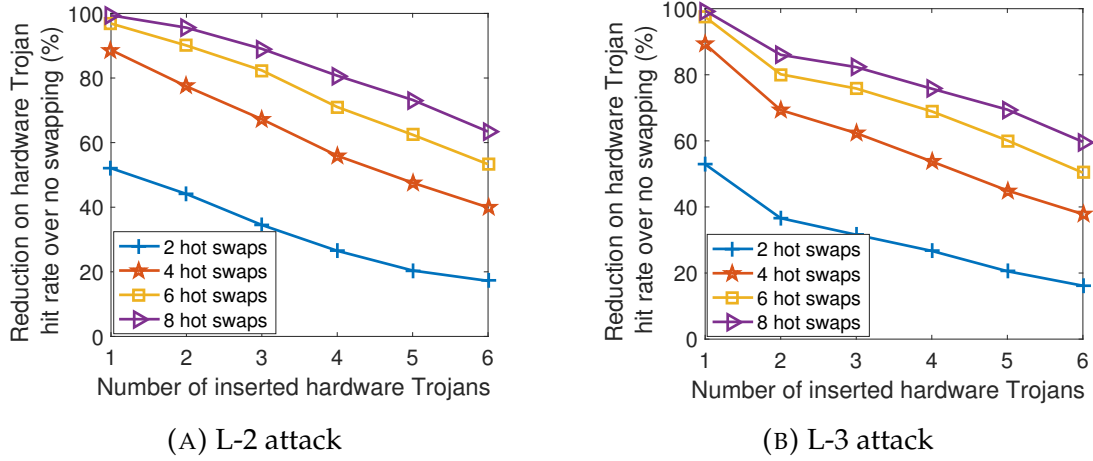 Reduction on hardware Trojan
hit rate over no swapping (%)
100
80
60
40
20
0
2 hot swaps
4 hot swaps
6 hot swaps
8 hot swaps
1 2 3 4 5 6
Number of inserted hardware Trojans
(A) L-2 attack
Reduction on hardware Trojan
hit rate over no swapping (%)
100
80
60
40
20
0
2 hot swaps
4 hot swaps
6 hot swaps
8 hot swaps
1 2 3 4 5 6
Number of inserted hardware Trojans
(B) L-3 attack